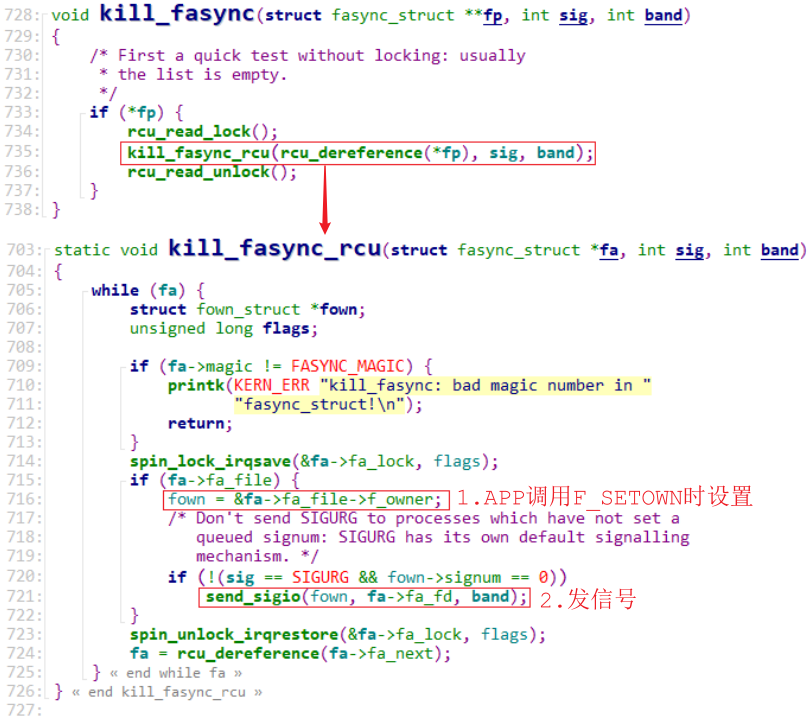 728: void kill_fasync(struct fasync_struct **fp, int sig, int band)
729: {
730: /* First a quick test without locking: usually
731: * the list is empty.
732: */
733: if (*fp) {
734: rcu_read_lock();
735: kill_fasync_rcu(rcu_dereference(*fp), sig, band);
736: rcu_read_unlock();
737: }
738: }
703: static void kill_fasync_rcu(struct fasync_struct *fa, int sig, int band)
704: {
705: while (fa) {
706: struct fown_struct *fown;
707: unsigned long flags;
708:
709: if (fa->magic != FASYNC_MAGIC) {
710: printk(KERN_ERR "kill_fasync: bad magic number in "
711: "fasync_struct!\n");
712: return;
713: }
714: spin_lock_irqsave(&fa->fa_lock, flags);
715: if (fa->fa_file) {
716: fown = &fa->fa_file->f_owner; 1.APP调用F_SETOWN时设置
717: /* Don't send SIGURG to processes which have not set a
718: queued signum: SIGURG has its own default signalling
719: mechanism. */
720: if (!(sig == SIGURG && fown->signum == 0))
721: send_sigio(fown, fa->fa_fd, band); 2.发信号
722: }
723: spin_unlock_irqrestore(&fa->fa_lock, flags);
724: fa = rcu_dereference(fa->fa_next);
725: } « end while fa »
726: } « end kill_fasync_rcu »
727: